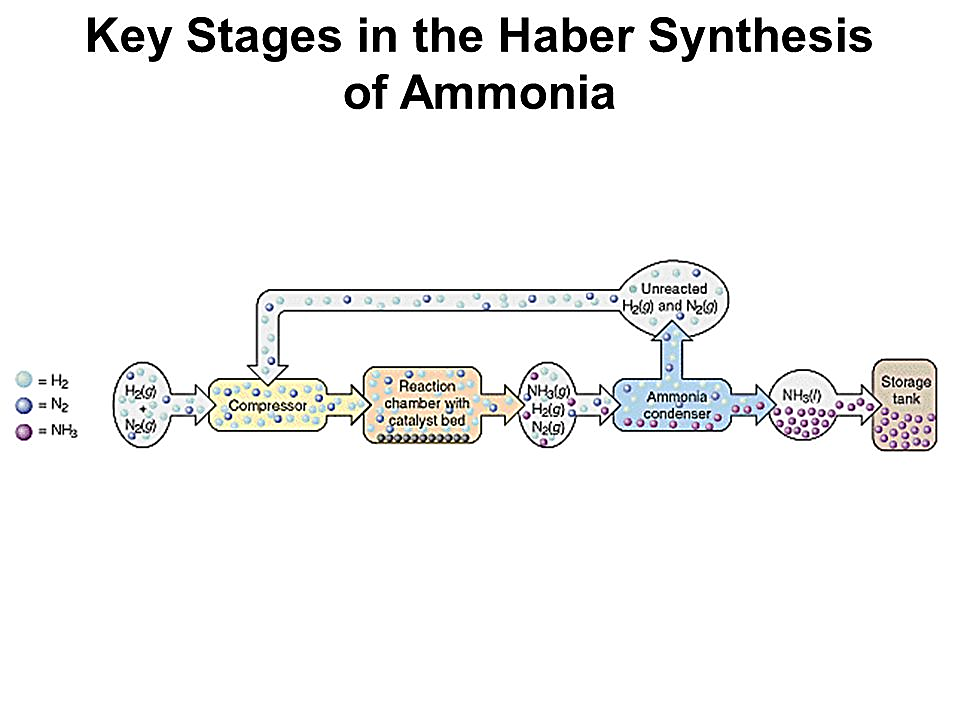 Key Stages in the Haber Synthesis
of Ammonia
Unreacted
H₂(g) and N₂(g)
= H₂
= N₂
= NH₃
H₂(g)
+
N₂(g)
Compressor
Reaction
chamber with
catalyst bed
NH₃(g)
H₂(g)
N₂(g)
Ammonia
condenser
NH₃(l)
Storage
tank